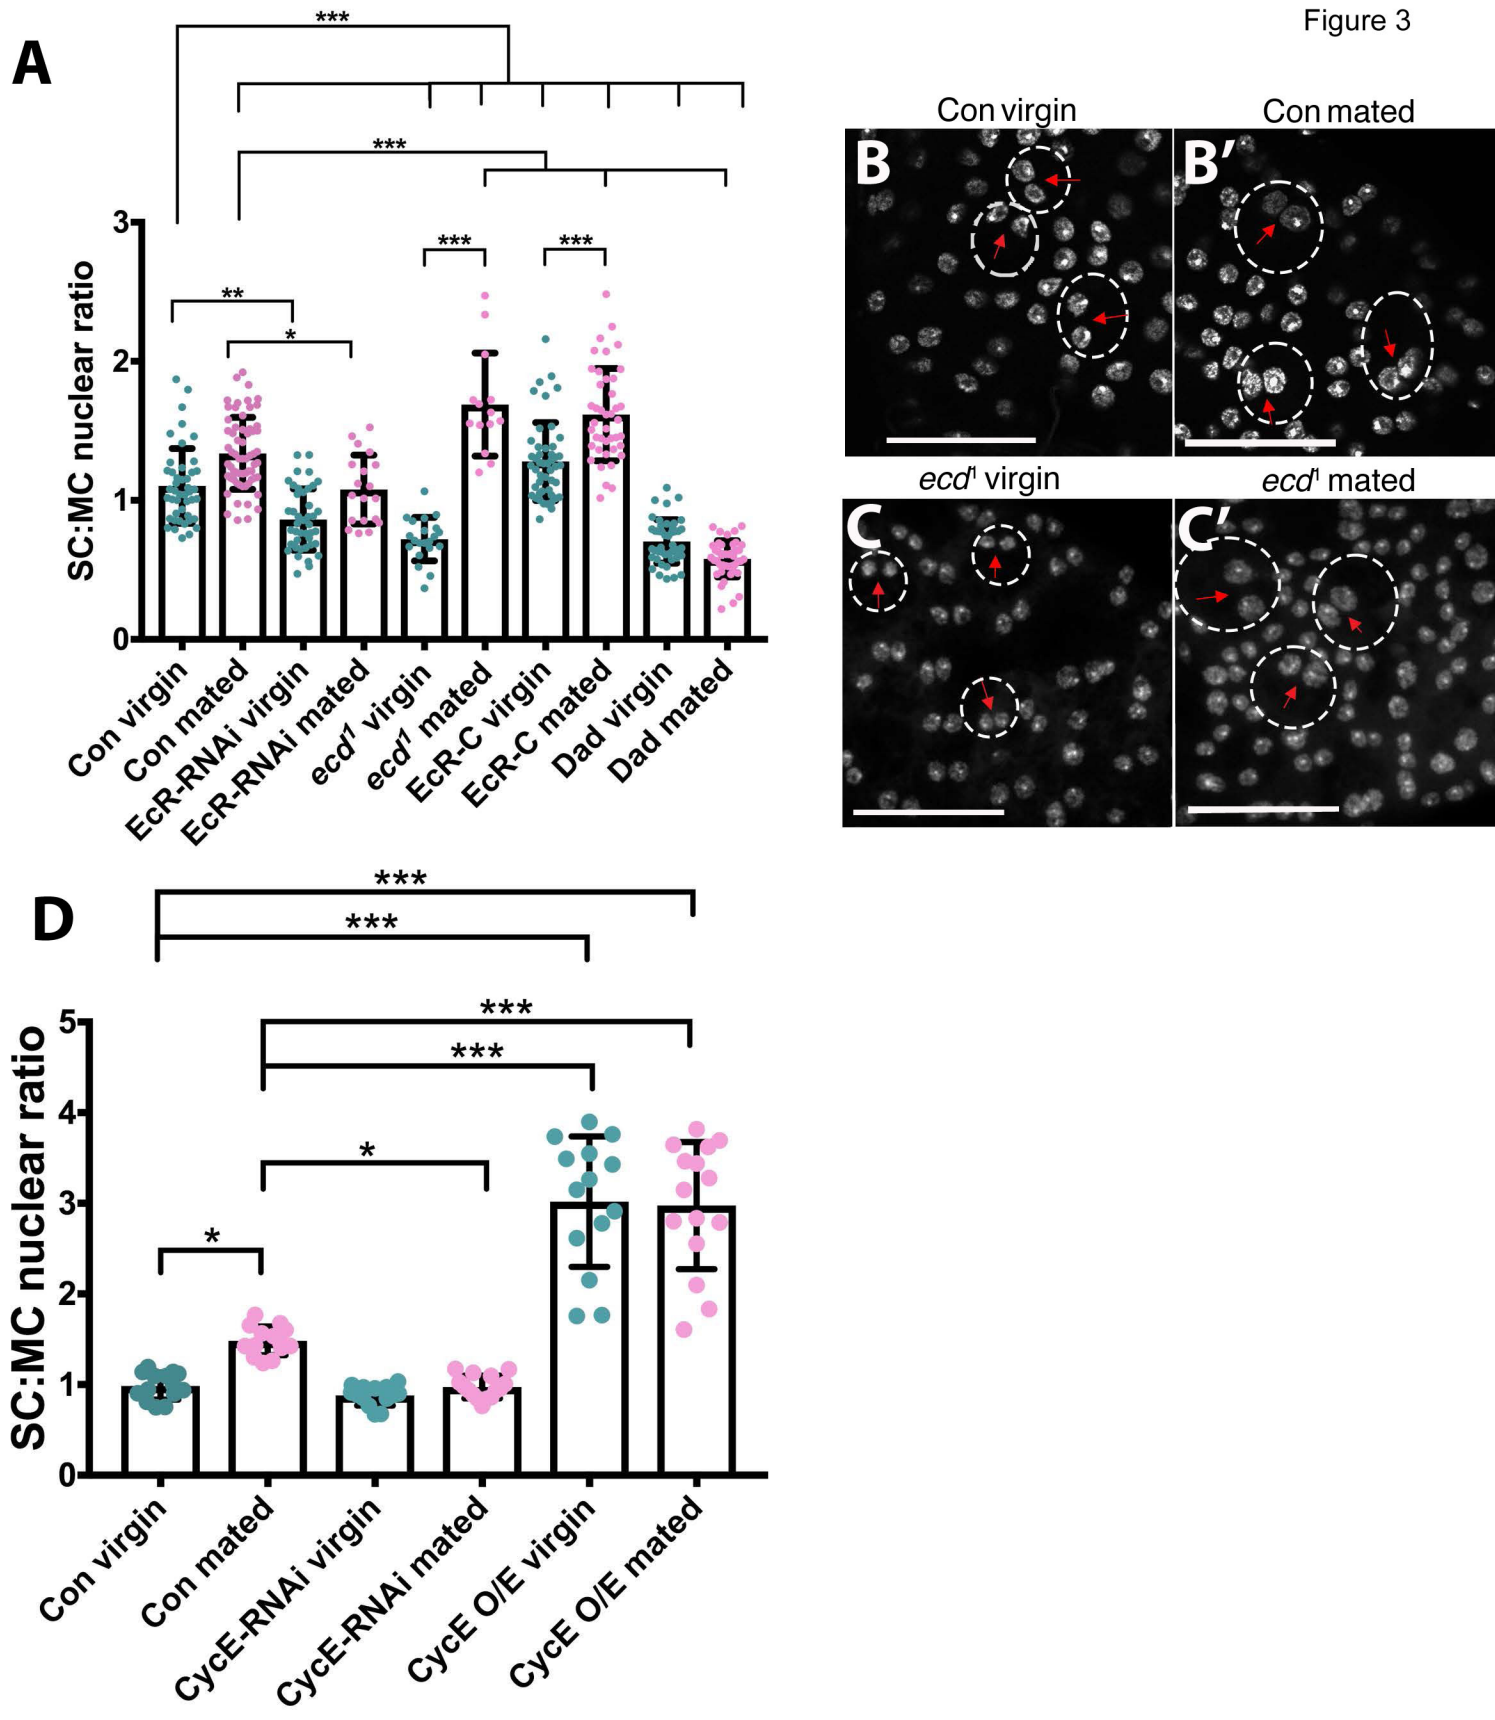 Figure 3
A
***
***
***
***
**
*
SC:MC nuclear ratio
3
2
1
0
Con virgin
Con mated
EcR-RNAi virgin
EcR-RNAi mated
ecd¹ virgin
ecd¹ mated
EcR-C virgin
EcR-C mated
Dad virgin
Dad mated
Con virgin
Con mated
B
B′
ecd¹ virgin
ecd¹ mated
C
C′
D
***
***
***
***
*
*
SC:MC nuclear ratio
5
4
3
2
1
0
Con virgin
Con mated
CycE-RNAi virgin
CycE-RNAi mated
CycE O/E virgin
CycE O/E mated